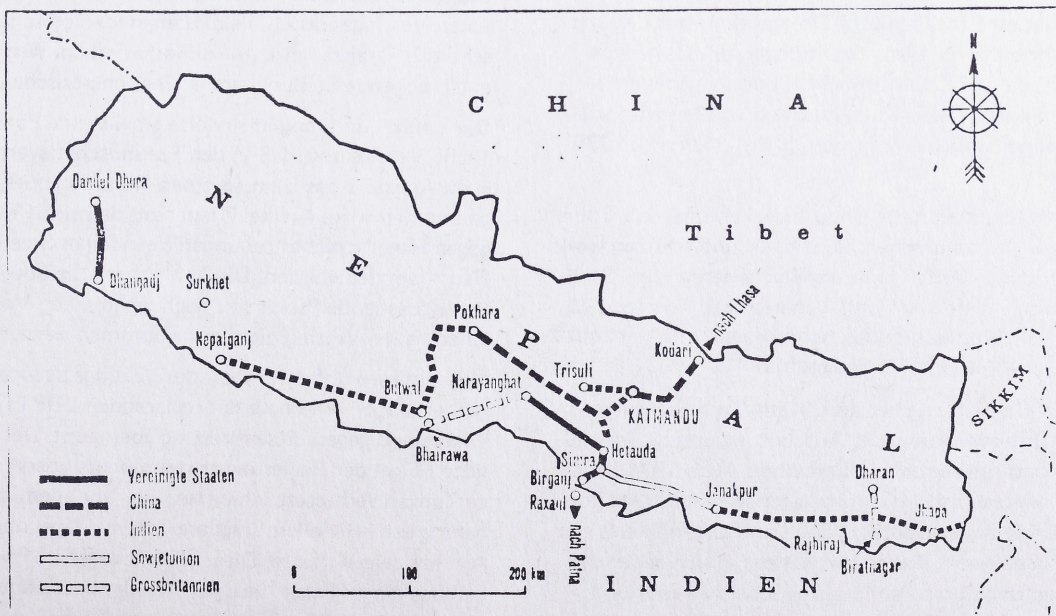 N
CHINA
Tibet
Dandel Dhura
N
Dhangadj
Surkhet
E
Nepalganj
Pokhara
P
nach Lhasa
Kodari
Trisuli
Butwal
Narayanghat
KATMANDU
A
L
SIKKIM
Bhairawa
Hetauda
Simra
Birganj
Raxaul
nach Patna
Janakpur
Dharan
Jhapa
Rajbiraj
Biratnagar
INDIEN
Vereinigte Staaten
China
Indien
Sowjetunion
Grossbritannien
0 100 200 km